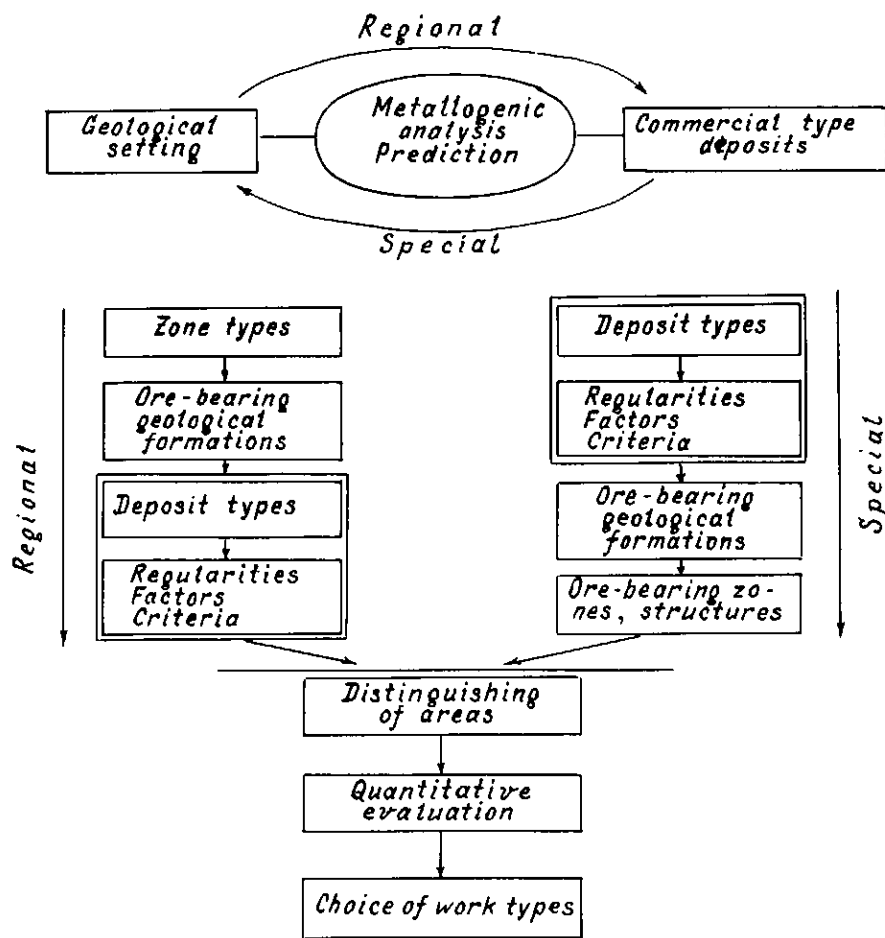 Regional
Geological
setting
Metallogenic
analysis
Prediction
Commercial type
deposits
Special
Regional
Zone types
Ore-bearing
geological
formations
Deposit types
Regularities
Factors
Criteria
Deposit types
Regularities
Factors
Criteria
Ore-bearing
geological
formations
Ore-bearing zo-
nes, structures
Special
Distinguishing
of areas
Quantitative
evaluation
Choice of work types